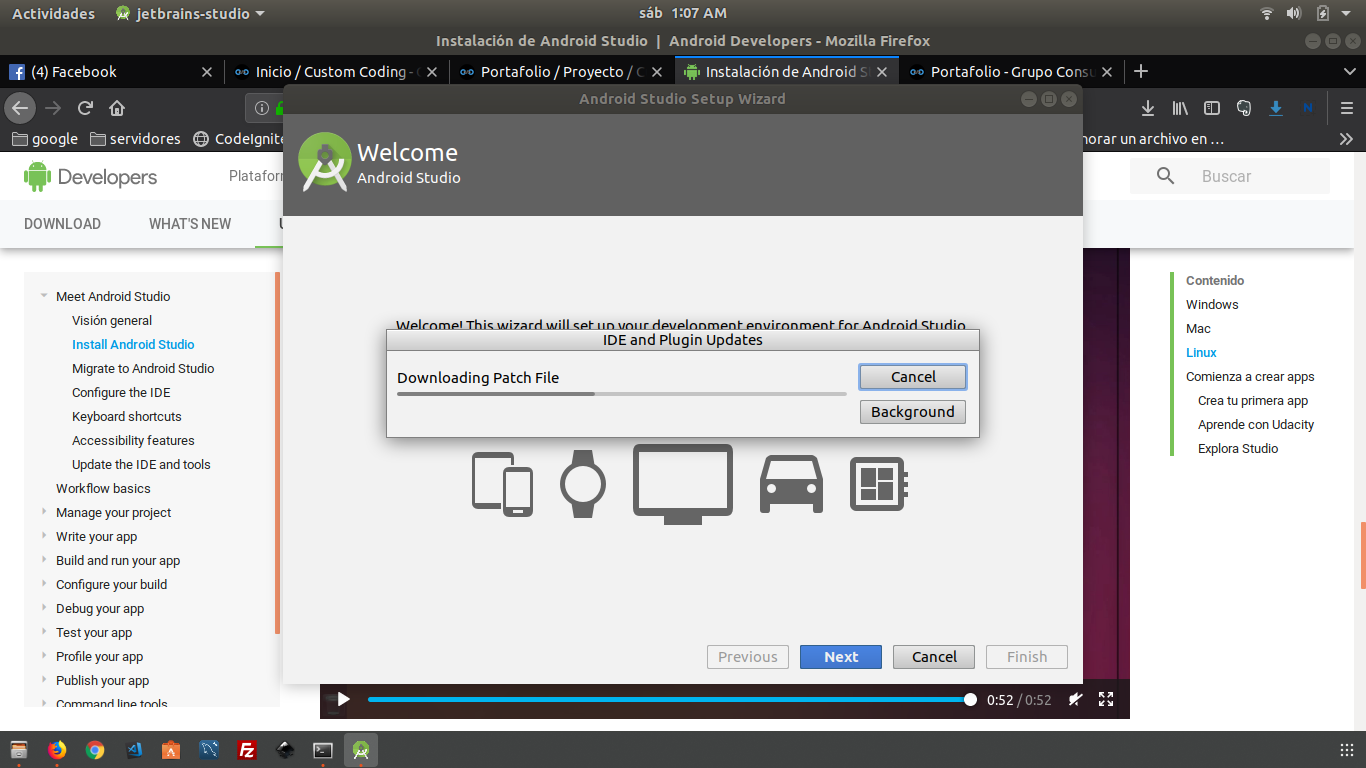 Actividades
jetbrains-studio
sáb 1:07 AM
Instalación de Android Studio | Android Developers - Mozilla Firefox
(4) Facebook
Inicio / Custom Coding -
Portafolio / Proyecto /
Instalación de Android S
Portafolio - Grupo Consu
google
servidores
CodeIgnite
orar un archivo en …
Android Studio Setup Wizard
Welcome
Android Studio
Developers
Platafor
Buscar
DOWNLOAD
WHAT'S NEW
Meet Android Studio
Visión general
Install Android Studio
Migrate to Android Studio
Configure the IDE
Keyboard shortcuts
Accessibility features
Update the IDE and tools
Workflow basics
Manage your project
Write your app
Build and run your app
Configure your build
Debug your app
Test your app
Profile your app
Publish your app
Command line tools
Welcome! This wizard will set up your development environment for Android Studio.
IDE and Plugin Updates
Downloading Patch File
Cancel
Background
Previous
Next
Cancel
Finish
0:52 / 0:52
Contenido
Windows
Mac
Linux
Comienza a crear apps
Crea tu primera app
Aprende con Udacity
Explora Studio